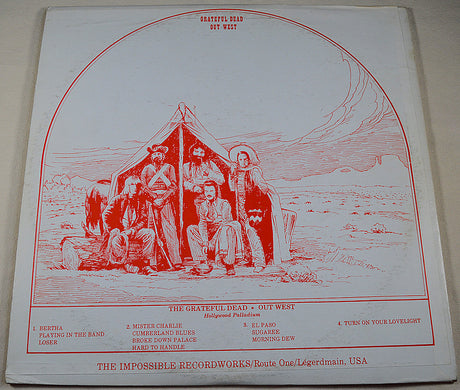 GRATEFUL DEAD
OUT WEST
THE GRATEFUL DEAD • OUT WEST
Hollywood Palladium
1. BERTHA
PLAYING IN THE BAND
LOSER
2. MISTER CHARLIE
CUMBERLAND BLUES
BROKE DOWN PALACE
HARD TO HANDLE
3. EL PASO
SUGAREE
MORNING DEW
4. TURN ON YOUR LOVELIGHT
THE IMPOSSIBLE RECORDWORKS/Route One/Légerdmain, USA